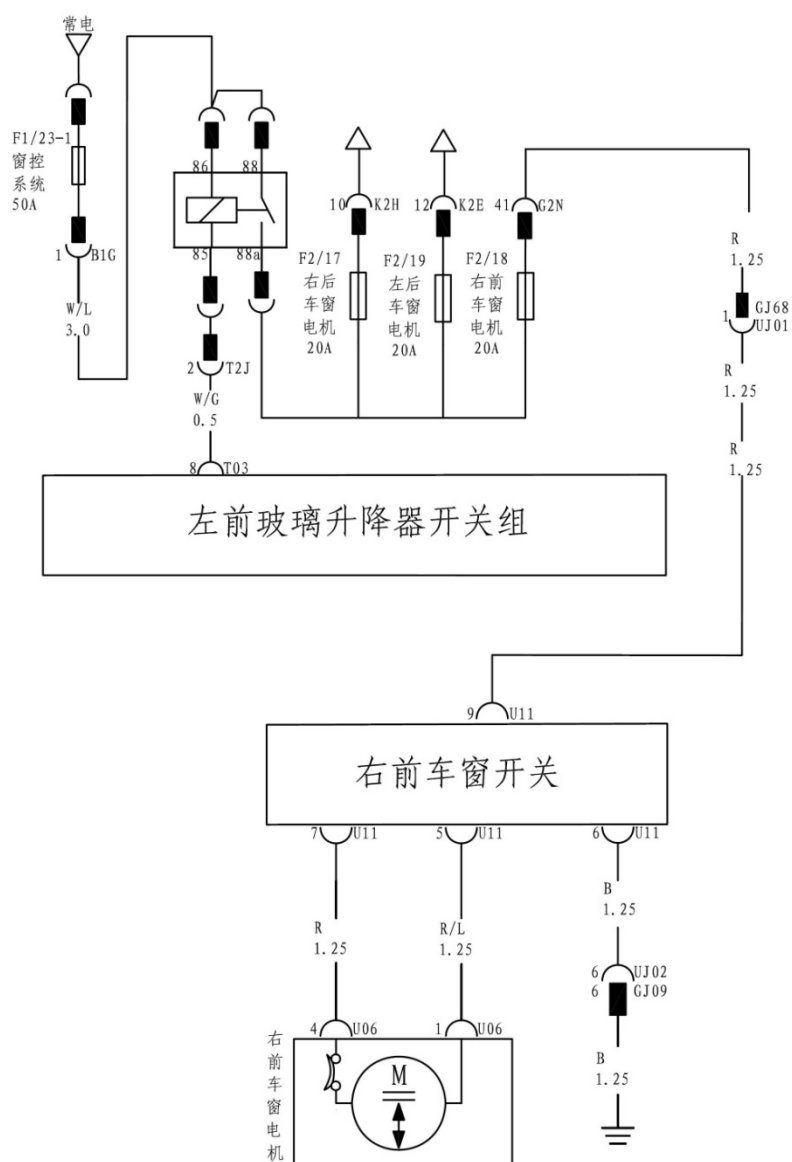 常电
F1/23-1
窗控
系统
50A
1 B1G
W/L
3.0
86
88
85
88a
2 T2J
W/G
0.5
8 T03
10 K2H
12 K2E
41 G2N
F2/17
右后
车窗
电机
20A
F2/19
左后
车窗
电机
20A
F2/18
右前
车窗
电机
20A
R
1.25
GJ68
1 UJ01
R
1.25
R
1.25
左前玻璃升降器开关组
9 U11
右前车窗开关
7 U11
5 U11
6 U11
R
1.25
R/L
1.25
B
1.25
6 UJ02
6 GJ09
B
1.25
4 U06
1 U06
右前车窗电机
M